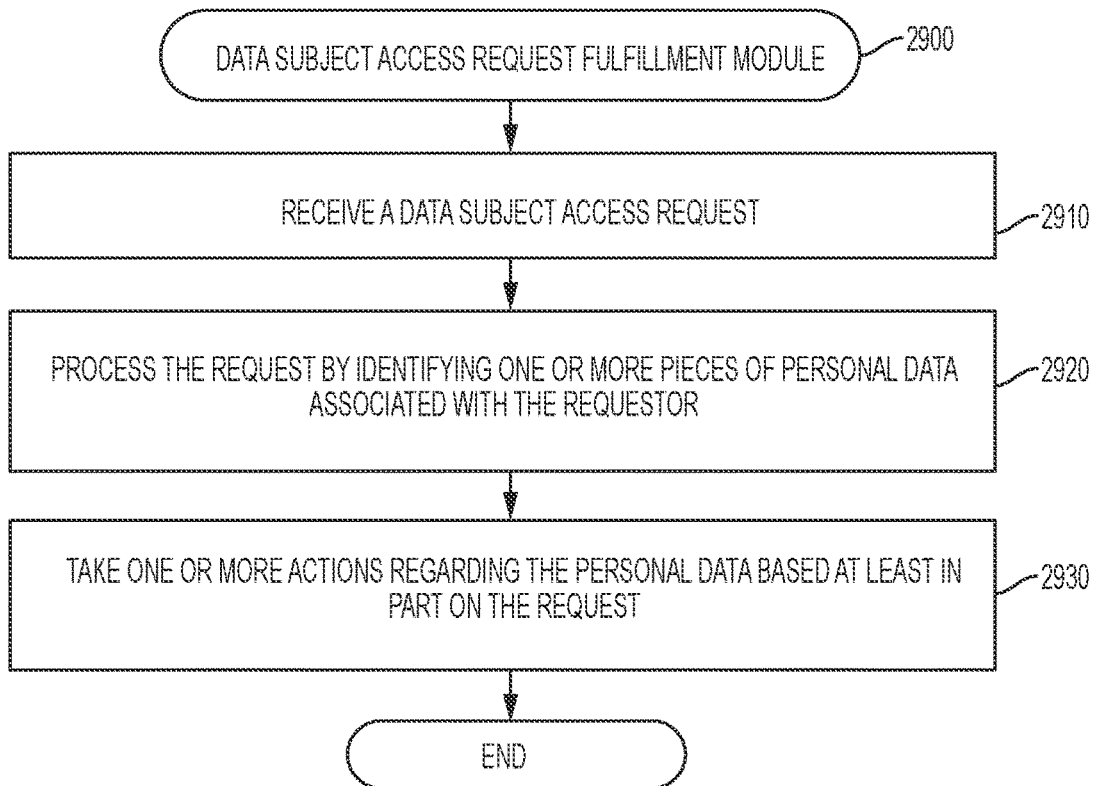 DATA SUBJECT ACCESS REQUEST FULFILLMENT MODULE
2900
RECEIVE A DATA SUBJECT ACCESS REQUEST
2910
PROCESS THE REQUEST BY IDENTIFYING ONE OR MORE PIECES OF PERSONAL DATA
ASSOCIATED WITH THE REQUESTOR
2920
TAKE ONE OR MORE ACTIONS REGARDING THE PERSONAL DATA BASED AT LEAST IN
PART ON THE REQUEST
2930
END